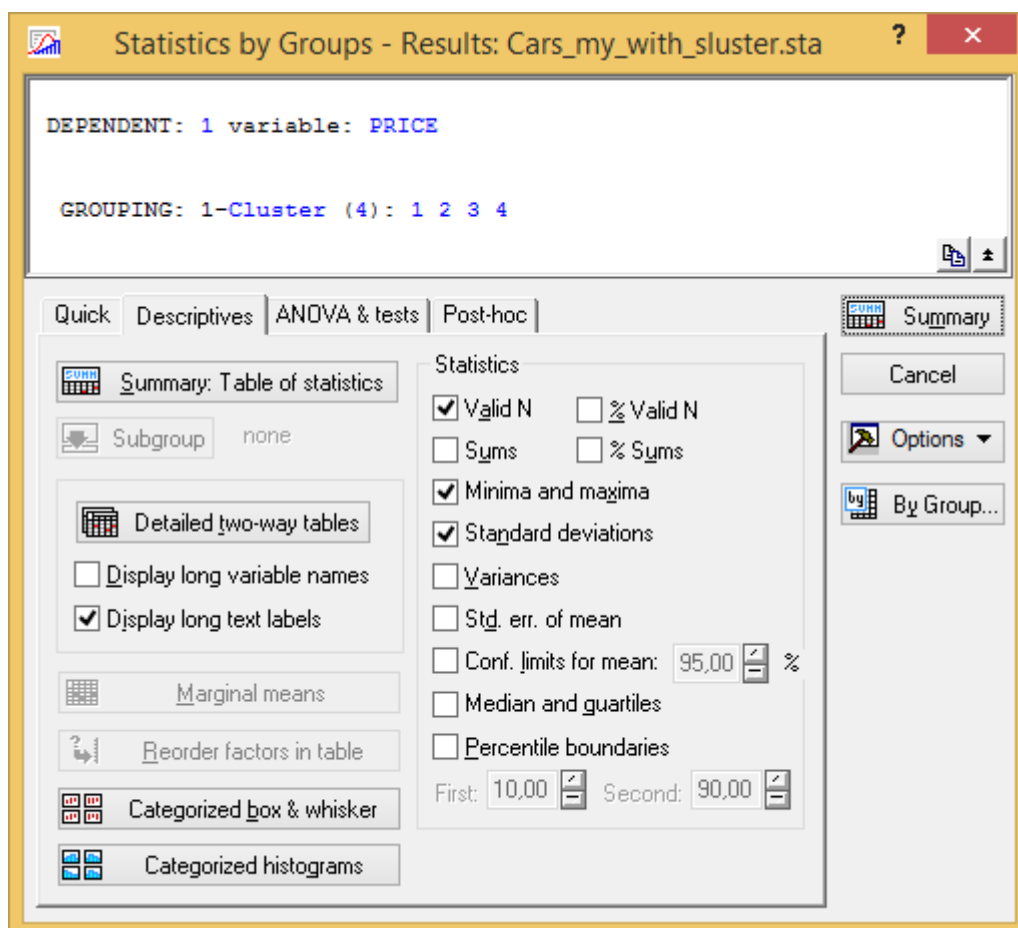 Statistics by Groups - Results: Cars_my_with_sluster.sta
?
DEPENDENT: 1 variable: PRICE
GROUPING: 1-Cluster (4): 1 2 3 4
Quick
Descriptives
ANOVA & tests
Post-hoc
Summary
Cancel
Options
By Group...
Summary: Table of statistics
Subgroup
none
Detailed two-way tables
Display long variable names
Display long text labels
Marginal means
Reorder factors in table
Categorized box & whisker
Categorized histograms
Statistics
Valid N
% Valid N
Sums
% Sums
Minima and maxima
Standard deviations
Variances
Std. err. of mean
Conf. limits for mean: 95,00 %
Median and quartiles
Percentile boundaries
First: 10,00 Second: 90,00